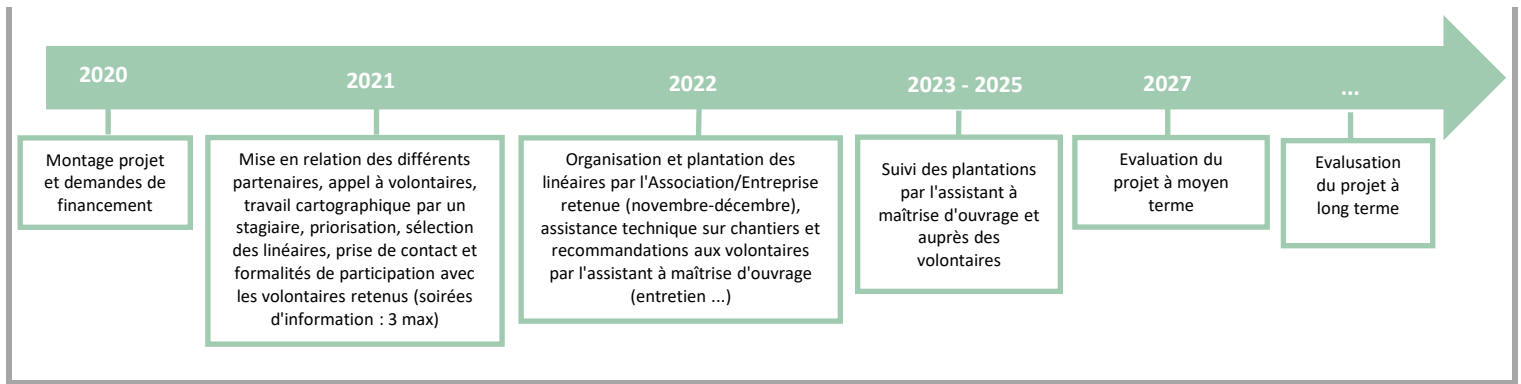 2020
2021
2022
2023 - 2025
2027
...
Montage projet
et demandes de
financement
Mise en relation des différents
partenaires, appel à volontaires,
travail cartographique par un
stagiaire, priorisation, sélection
des linéaires, prise de contact et
formalités de participation avec
les volontaires retenus (soirées
d'information : 3 max)
Organisation et plantation des
linéaires par l'Association/Entreprise
retenue (novembre-décembre),
assistance technique sur chantiers et
recommandations aux volontaires
par l'assistant à maîtrise d'ouvrage
(entretien ...)
Suivi des plantations
par l'assistant à
maîtrise d'ouvrage et
auprès des
volontaires
Evaluation du
projet à moyen
terme
Evalusation
du projet à
long terme